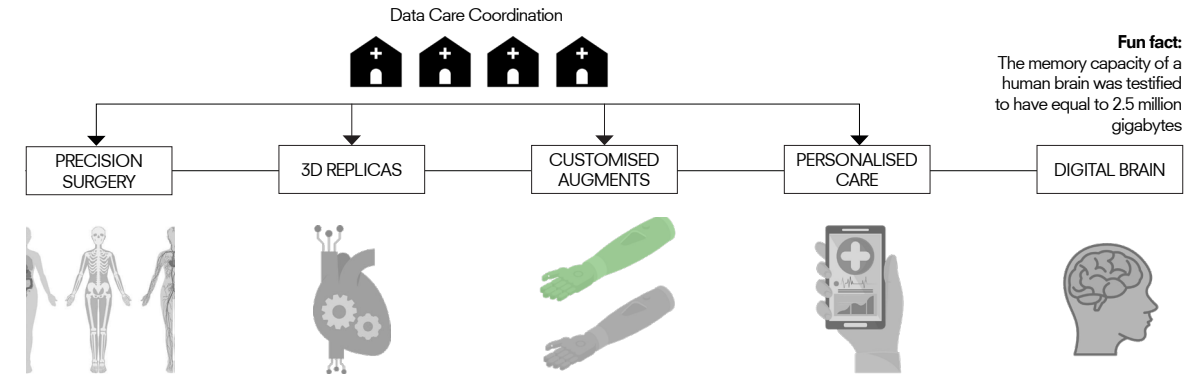 Data Care Coordination
Fun fact:
The memory capacity of a
human brain was testified
to have equal to 2.5 million
gigabytes
PRECISION
SURGERY
3D REPLICAS
CUSTOMISED
AUGMENTS
PERSONALISED
CARE
DIGITAL BRAIN